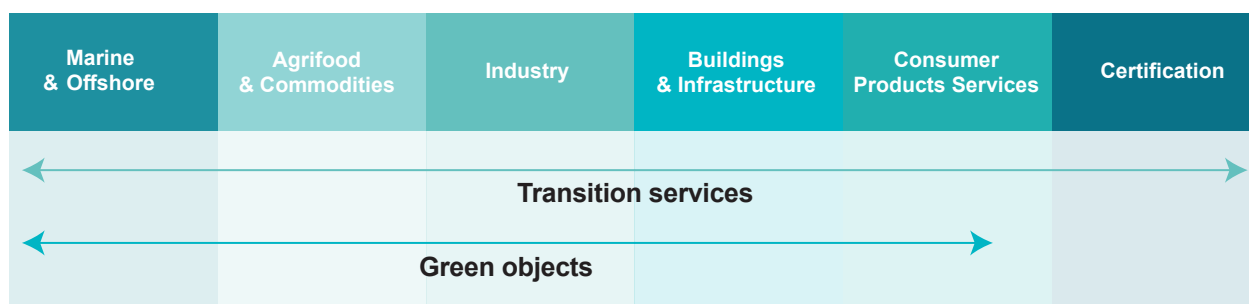 Marine
& Offshore
Agrifood
& Commodities
Industry
Buildings
& Infrastructure
Consumer
Products Services
Certification
Transition services
Green objects